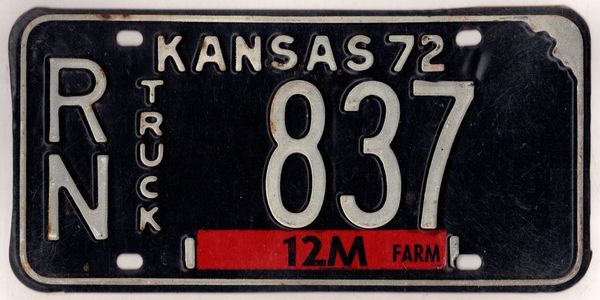 KANSAS 72
RN
TRUCK
837
12M FARM